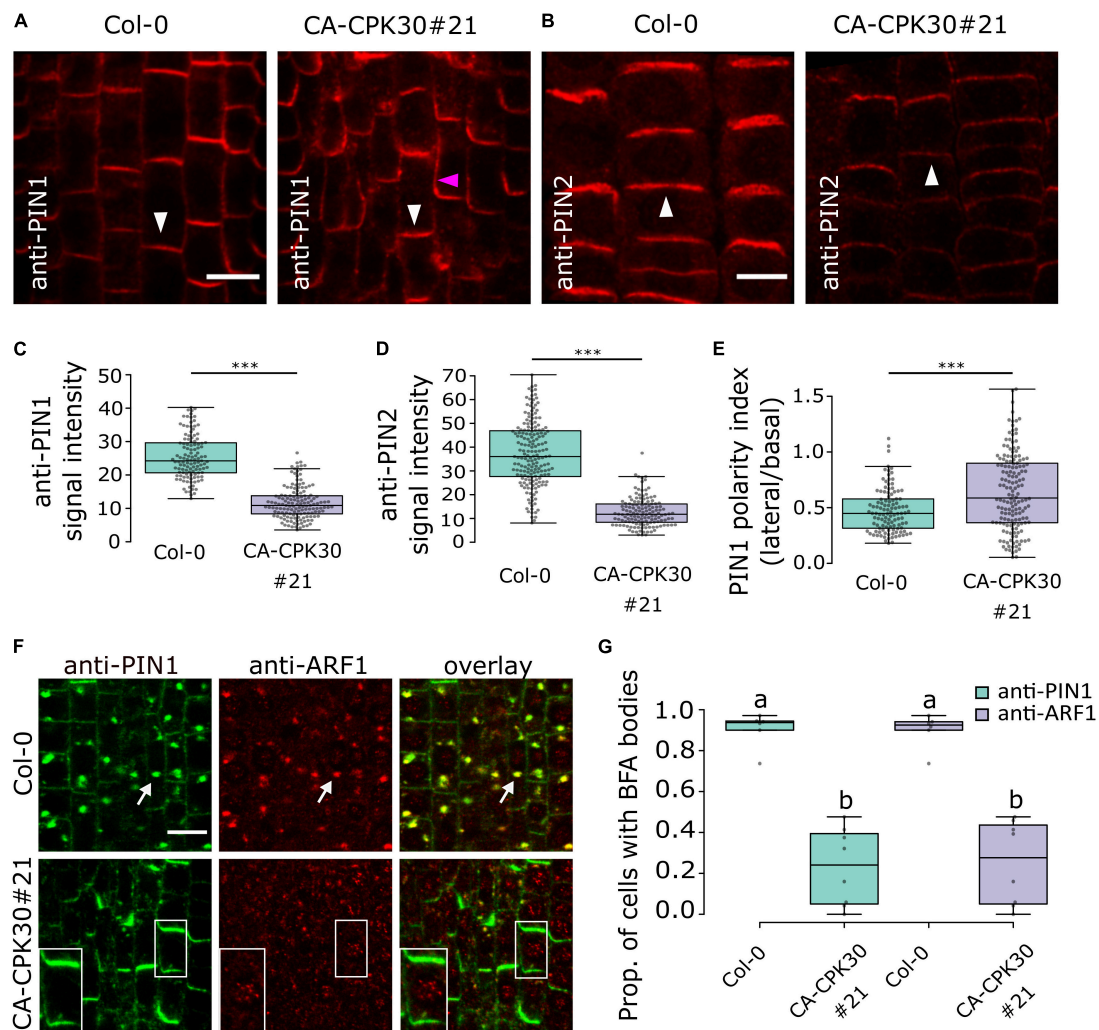 A
Col-0
CA-CPK30#21
B
Col-0
CA-CPK30#21
anti-PIN1
anti-PIN1
anti-PIN2
anti-PIN2
C
anti-PIN1
signal intensity
50
40
30
20
10
0
***
Col-0
CA-CPK30
#21
D
anti-PIN2
signal intensity
70
60
50
40
30
20
10
0
***
Col-0
CA-CPK30
#21
E
PIN1 polarity index
(lateral/basal)
1.5
1.0
0.5
0.0
***
Col-0
CA-CPK30
#21
F
anti-PIN1
anti-ARF1
overlay
Col-0
CA-CPK30#21
G
anti-PIN1
anti-ARF1
Prop. of cells with BFA bodies
1.0
0.8
0.6
0.4
0.2
0.0
a
b
a
b
Col-0
CA-CPK30
#21
Col-0
CA-CPK30
#21